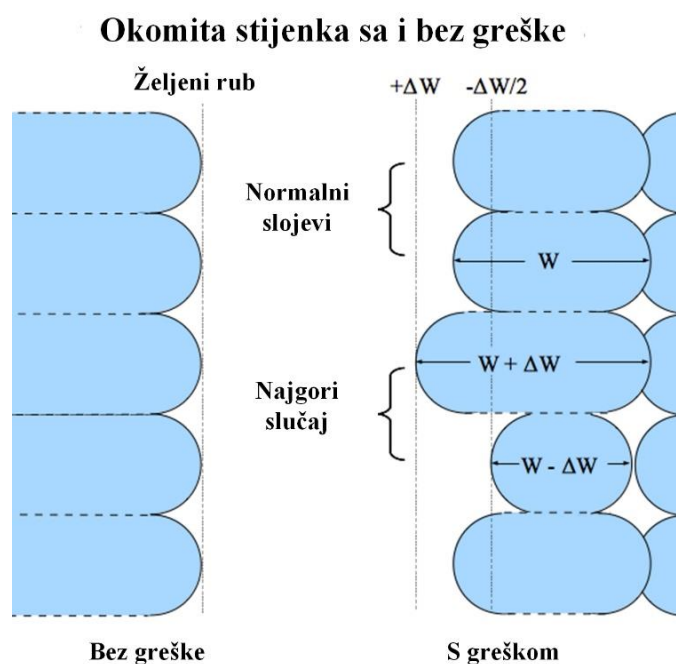 Okomita stijenka sa i bez greške
Željeni rub
+ΔW
-ΔW/2
Normalni
slojevi
W
W + ΔW
Najgori
slučaj
W - ΔW
Bez greške
S greškom